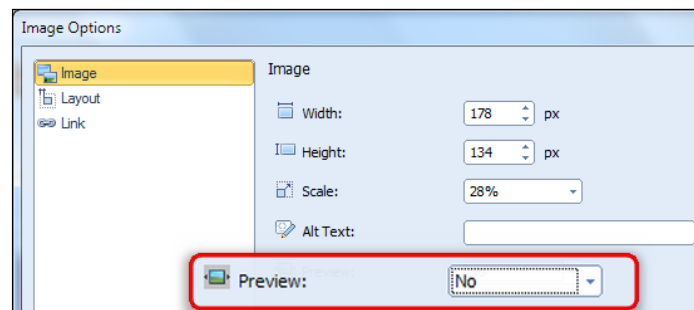 Image Options
Image
Layout
Link
Image
Width: 178 px
Height: 134 px
Scale: 28%
Alt Text:
Preview: No